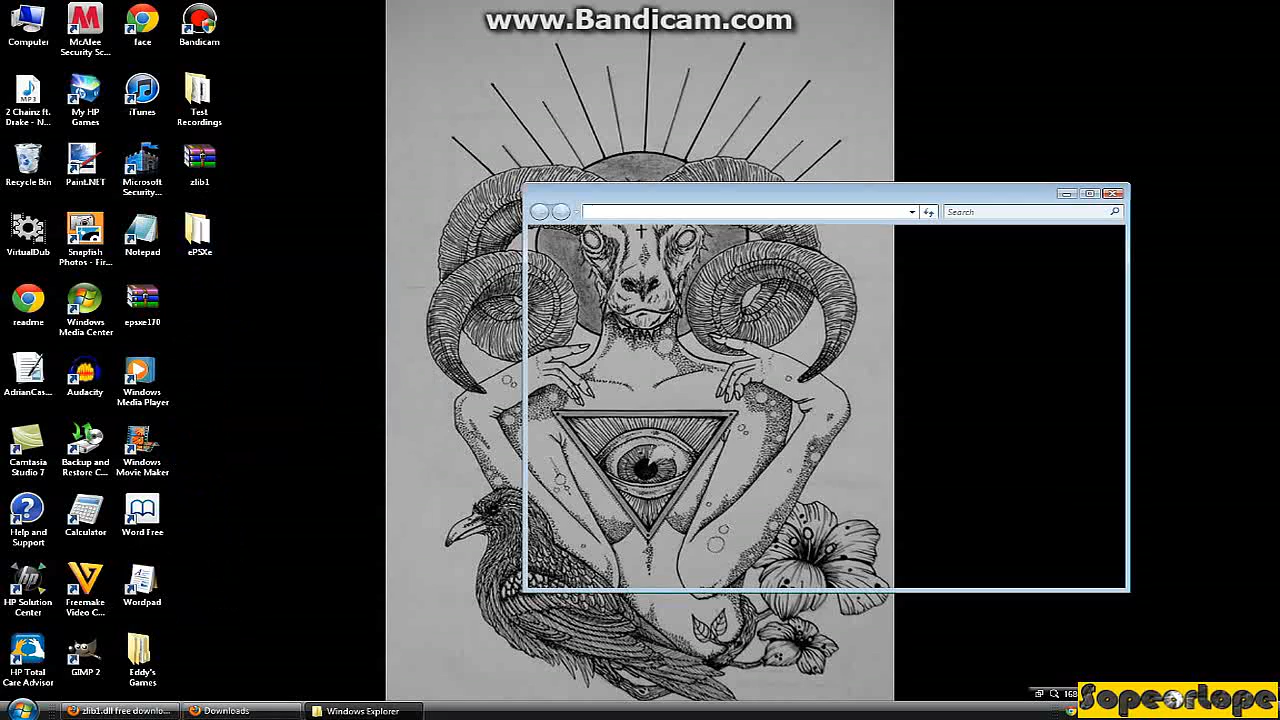 www.Bandicam.com
Computer
McAfee
Security Sc...
face
Bandicam
2 Chainz ft.
Drake - N...
My HP
Games
iTunes
Test
Recordings
Recycle Bin
Paint.NET
Microsoft
Security...
zlib1
VirtualDub
Snapfish
Photos - Fir...
Notepad
ePSXe
readme
Windows
Media Center
epsxe170
AdrianCas...
Audacity
Windows
Media Player
Camtasia
Studio 7
Backup and
Restore C...
Windows
Movie Maker
Help and
Support
Calculator
Word Free
HP Solution
Center
Freemake
Video C...
Wordpad
HP Total
Care Advisor
GIMP 2
Eddy's
Games
Search
zlib1.dll free downlo...
Downloads
Windows Explorer
168